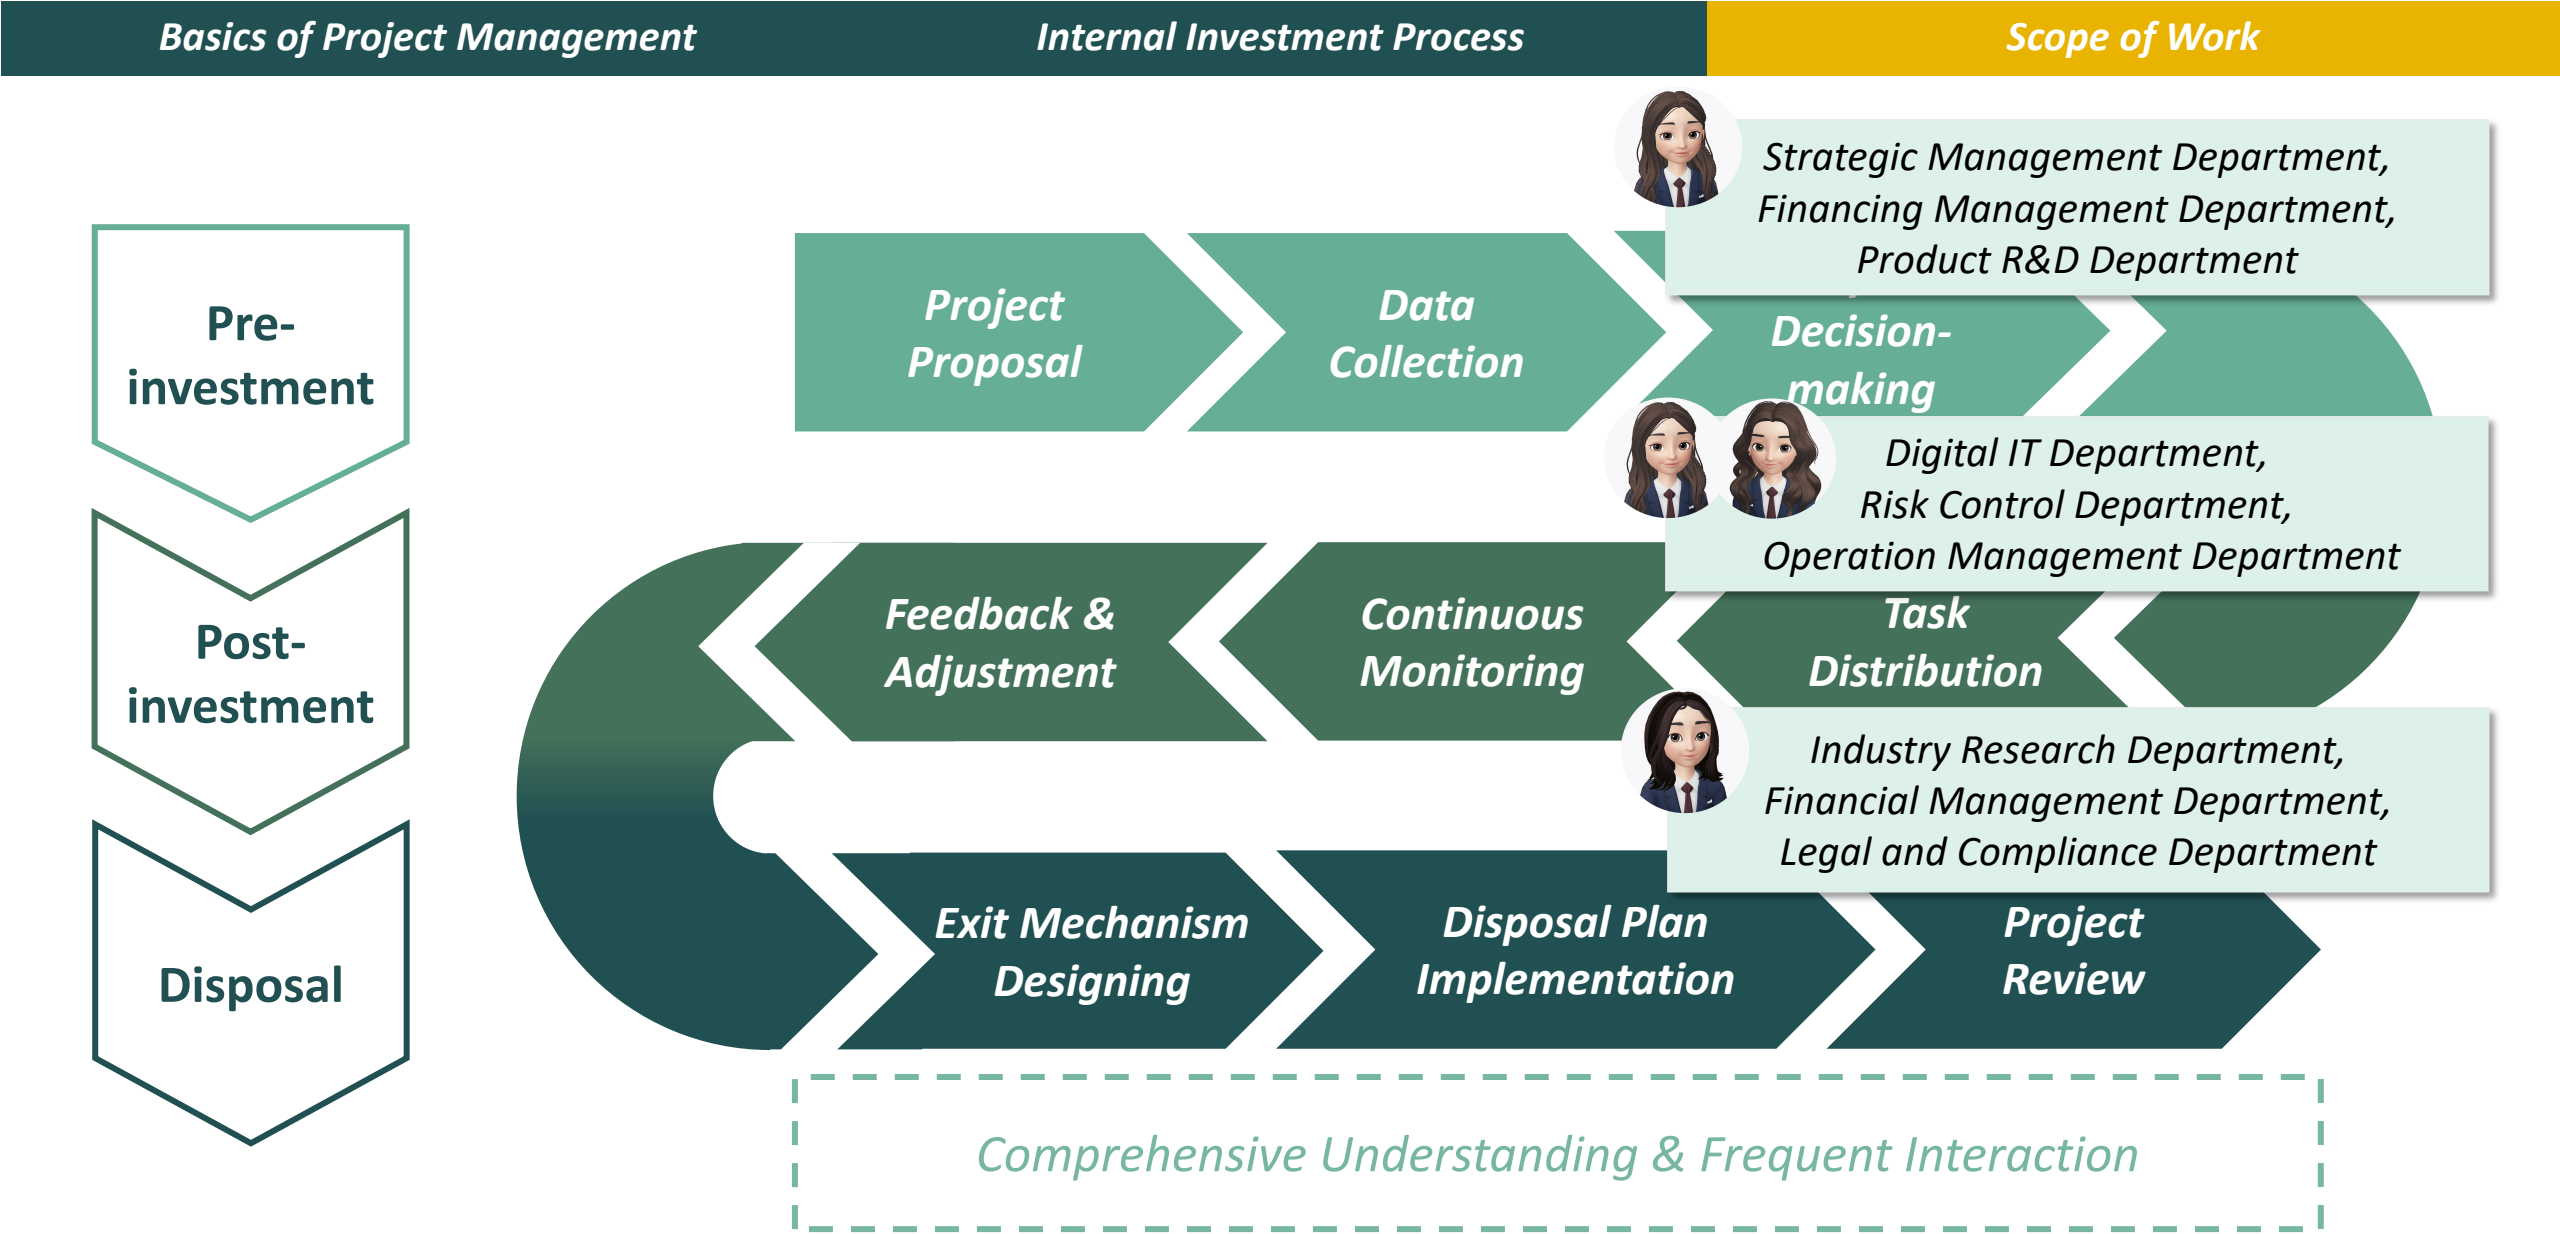 Basics of Project Management
Internal Investment Process
Scope of Work
Pre-
investment
Post-
investment
Disposal
Project
Proposal
Data
Collection
Decision-
making
Strategic Management Department,
Financing Management Department,
Product R&D Department
Feedback &
Adjustment
Continuous
Monitoring
Task
Distribution
Digital IT Department,
Risk Control Department,
Operation Management Department
Exit Mechanism
Designing
Disposal Plan
Implementation
Project
Review
Industry Research Department,
Financial Management Department,
Legal and Compliance Department
Comprehensive Understanding & Frequent Interaction